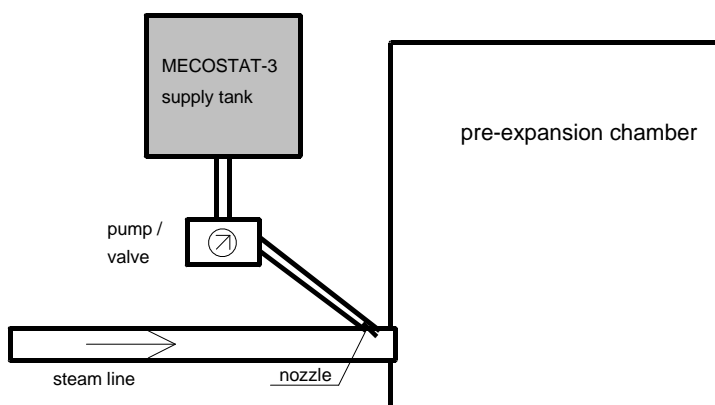 MECOSTAT-3
supply tank
pre-expansion chamber
pump /
valve
steam line
nozzle